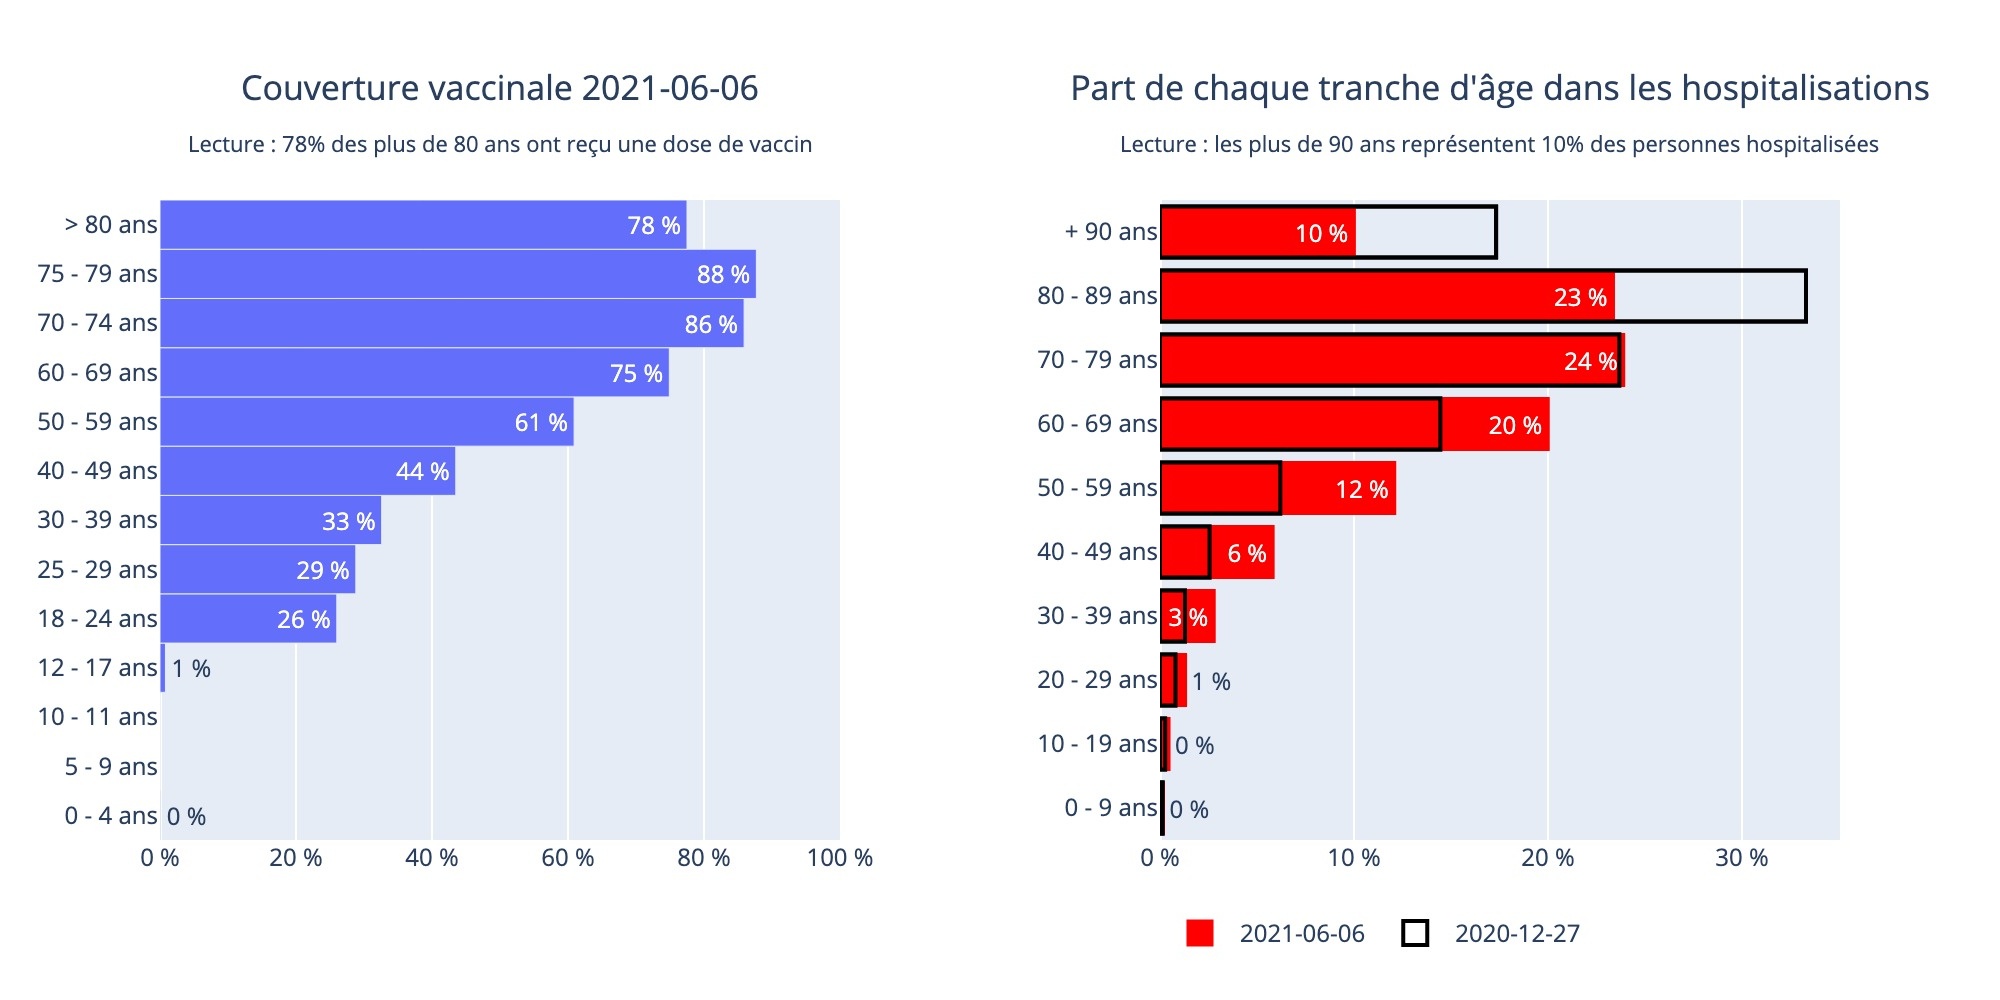 Couverture vaccinale 2021-06-06
Lecture : 78% des plus de 80 ans ont reçu une dose de vaccin
> 80 ans 78 %
75 - 79 ans 88 %
70 - 74 ans 86 %
60 - 69 ans 75 %
50 - 59 ans 61 %
40 - 49 ans 44 %
30 - 39 ans 33 %
25 - 29 ans 29 %
18 - 24 ans 26 %
12 - 17 ans 1 %
10 - 11 ans
5 - 9 ans
0 - 4 ans 0 %
0 % 20 % 40 % 60 % 80 % 100 %
Part de chaque tranche d'âge dans les hospitalisations
Lecture : les plus de 90 ans représentent 10% des personnes hospitalisées
+ 90 ans 10 %
80 - 89 ans 23 %
70 - 79 ans 24 %
60 - 69 ans 20 %
50 - 59 ans 12 %
40 - 49 ans 6 %
30 - 39 ans 3 %
20 - 29 ans 1 %
10 - 19 ans 0 %
0 - 9 ans 0 %
0 % 10 % 20 % 30 %
2021-06-06 2020-12-27